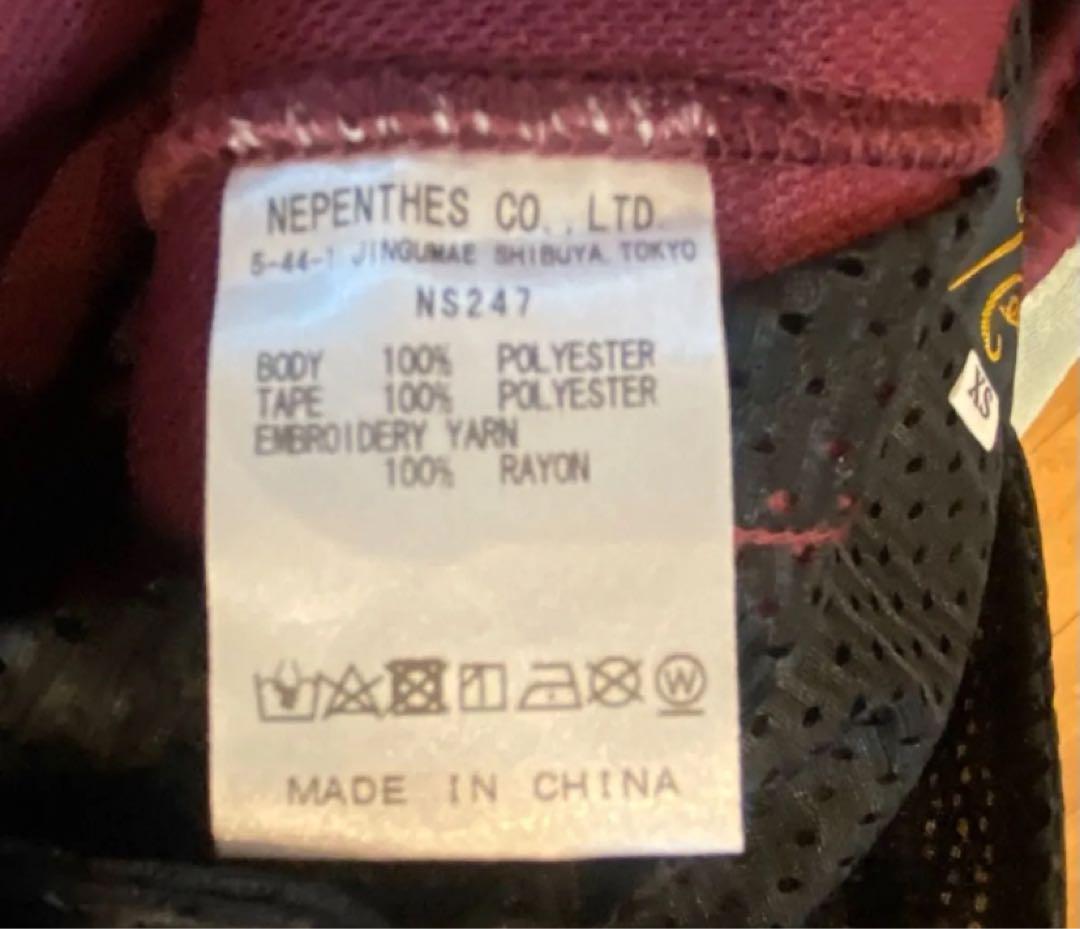 NEPENTHES CO.,LTD.
5-44-1 JINGUMAE SHIBUYA. TOKYO
NS247
BODY 100% POLYESTER
TAPE 100% POLYESTER
EMBROIDERY YARN
100% RAYON
W
MADE IN CHINA
XS